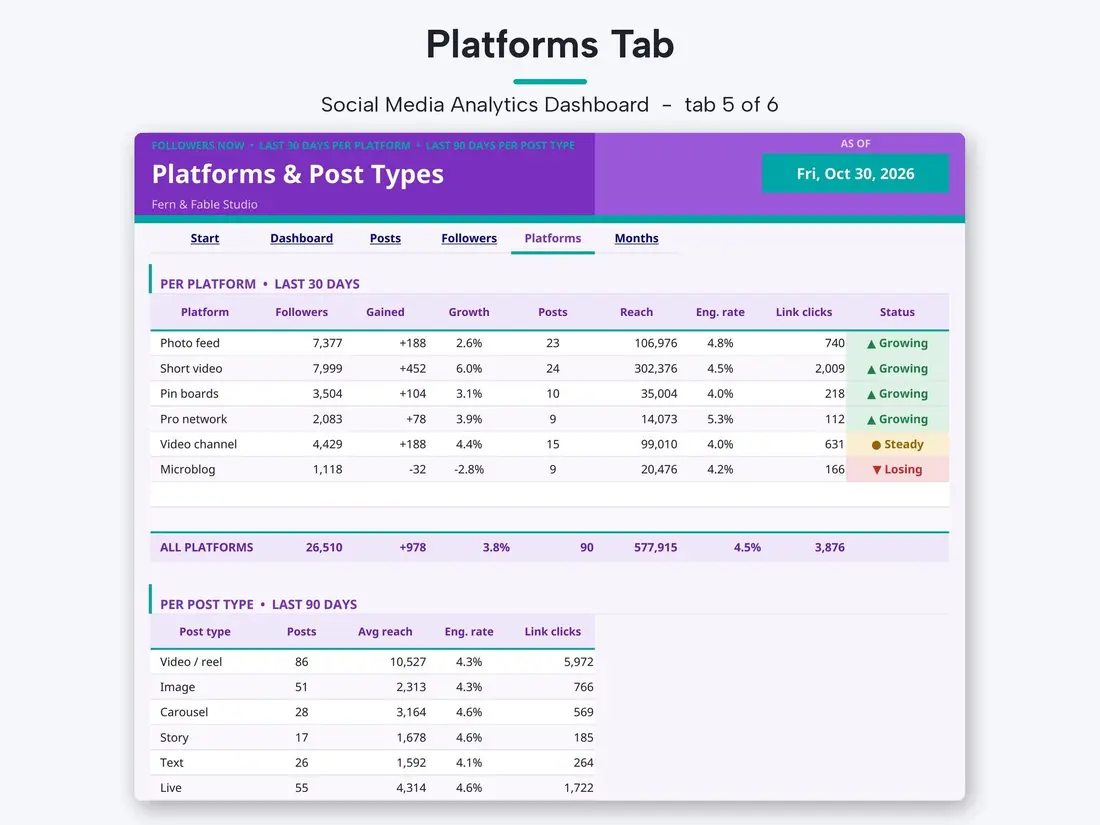 Platforms Tab
Social Media Analytics Dashboard – tab 5 of 6
FOLLOWERS NOW • LAST 30 DAYS PER PLATFORM • LAST 90 DAYS PER POST TYPE
AS OF
Platforms & Post Types
Fri, Oct 30, 2026
Fern & Fable Studio
Start Dashboard Posts Followers Platforms Months
PER PLATFORM • LAST 30 DAYS
Platform Followers Gained Growth Posts Reach Eng. rate Link clicks Status
Photo feed 7,377 +188 2.6% 23 106,976 4.8% 740 ▲ Growing
Short video 7,999 +452 6.0% 24 302,376 4.5% 2,009 ▲ Growing
Pin boards 3,504 +104 3.1% 10 35,004 4.0% 218 ▲ Growing
Pro network 2,083 +78 3.9% 9 14,073 5.3% 112 ▲ Growing
Video channel 4,429 +188 4.4% 15 99,010 4.0% 631 ● Steady
Microblog 1,118 -32 -2.8% 9 20,476 4.2% 166 ▼ Losing
ALL PLATFORMS 26,510 +978 3.8% 90 577,915 4.5% 3,876
PER POST TYPE • LAST 90 DAYS
Post type Posts Avg reach Eng. rate Link clicks
Video / reel 86 10,527 4.3% 5,972
Image 51 2,313 4.3% 766
Carousel 28 3,164 4.6% 569
Story 17 1,678 4.6% 185
Text 26 1,592 4.1% 264
Live 55 4,314 4.6% 1,722